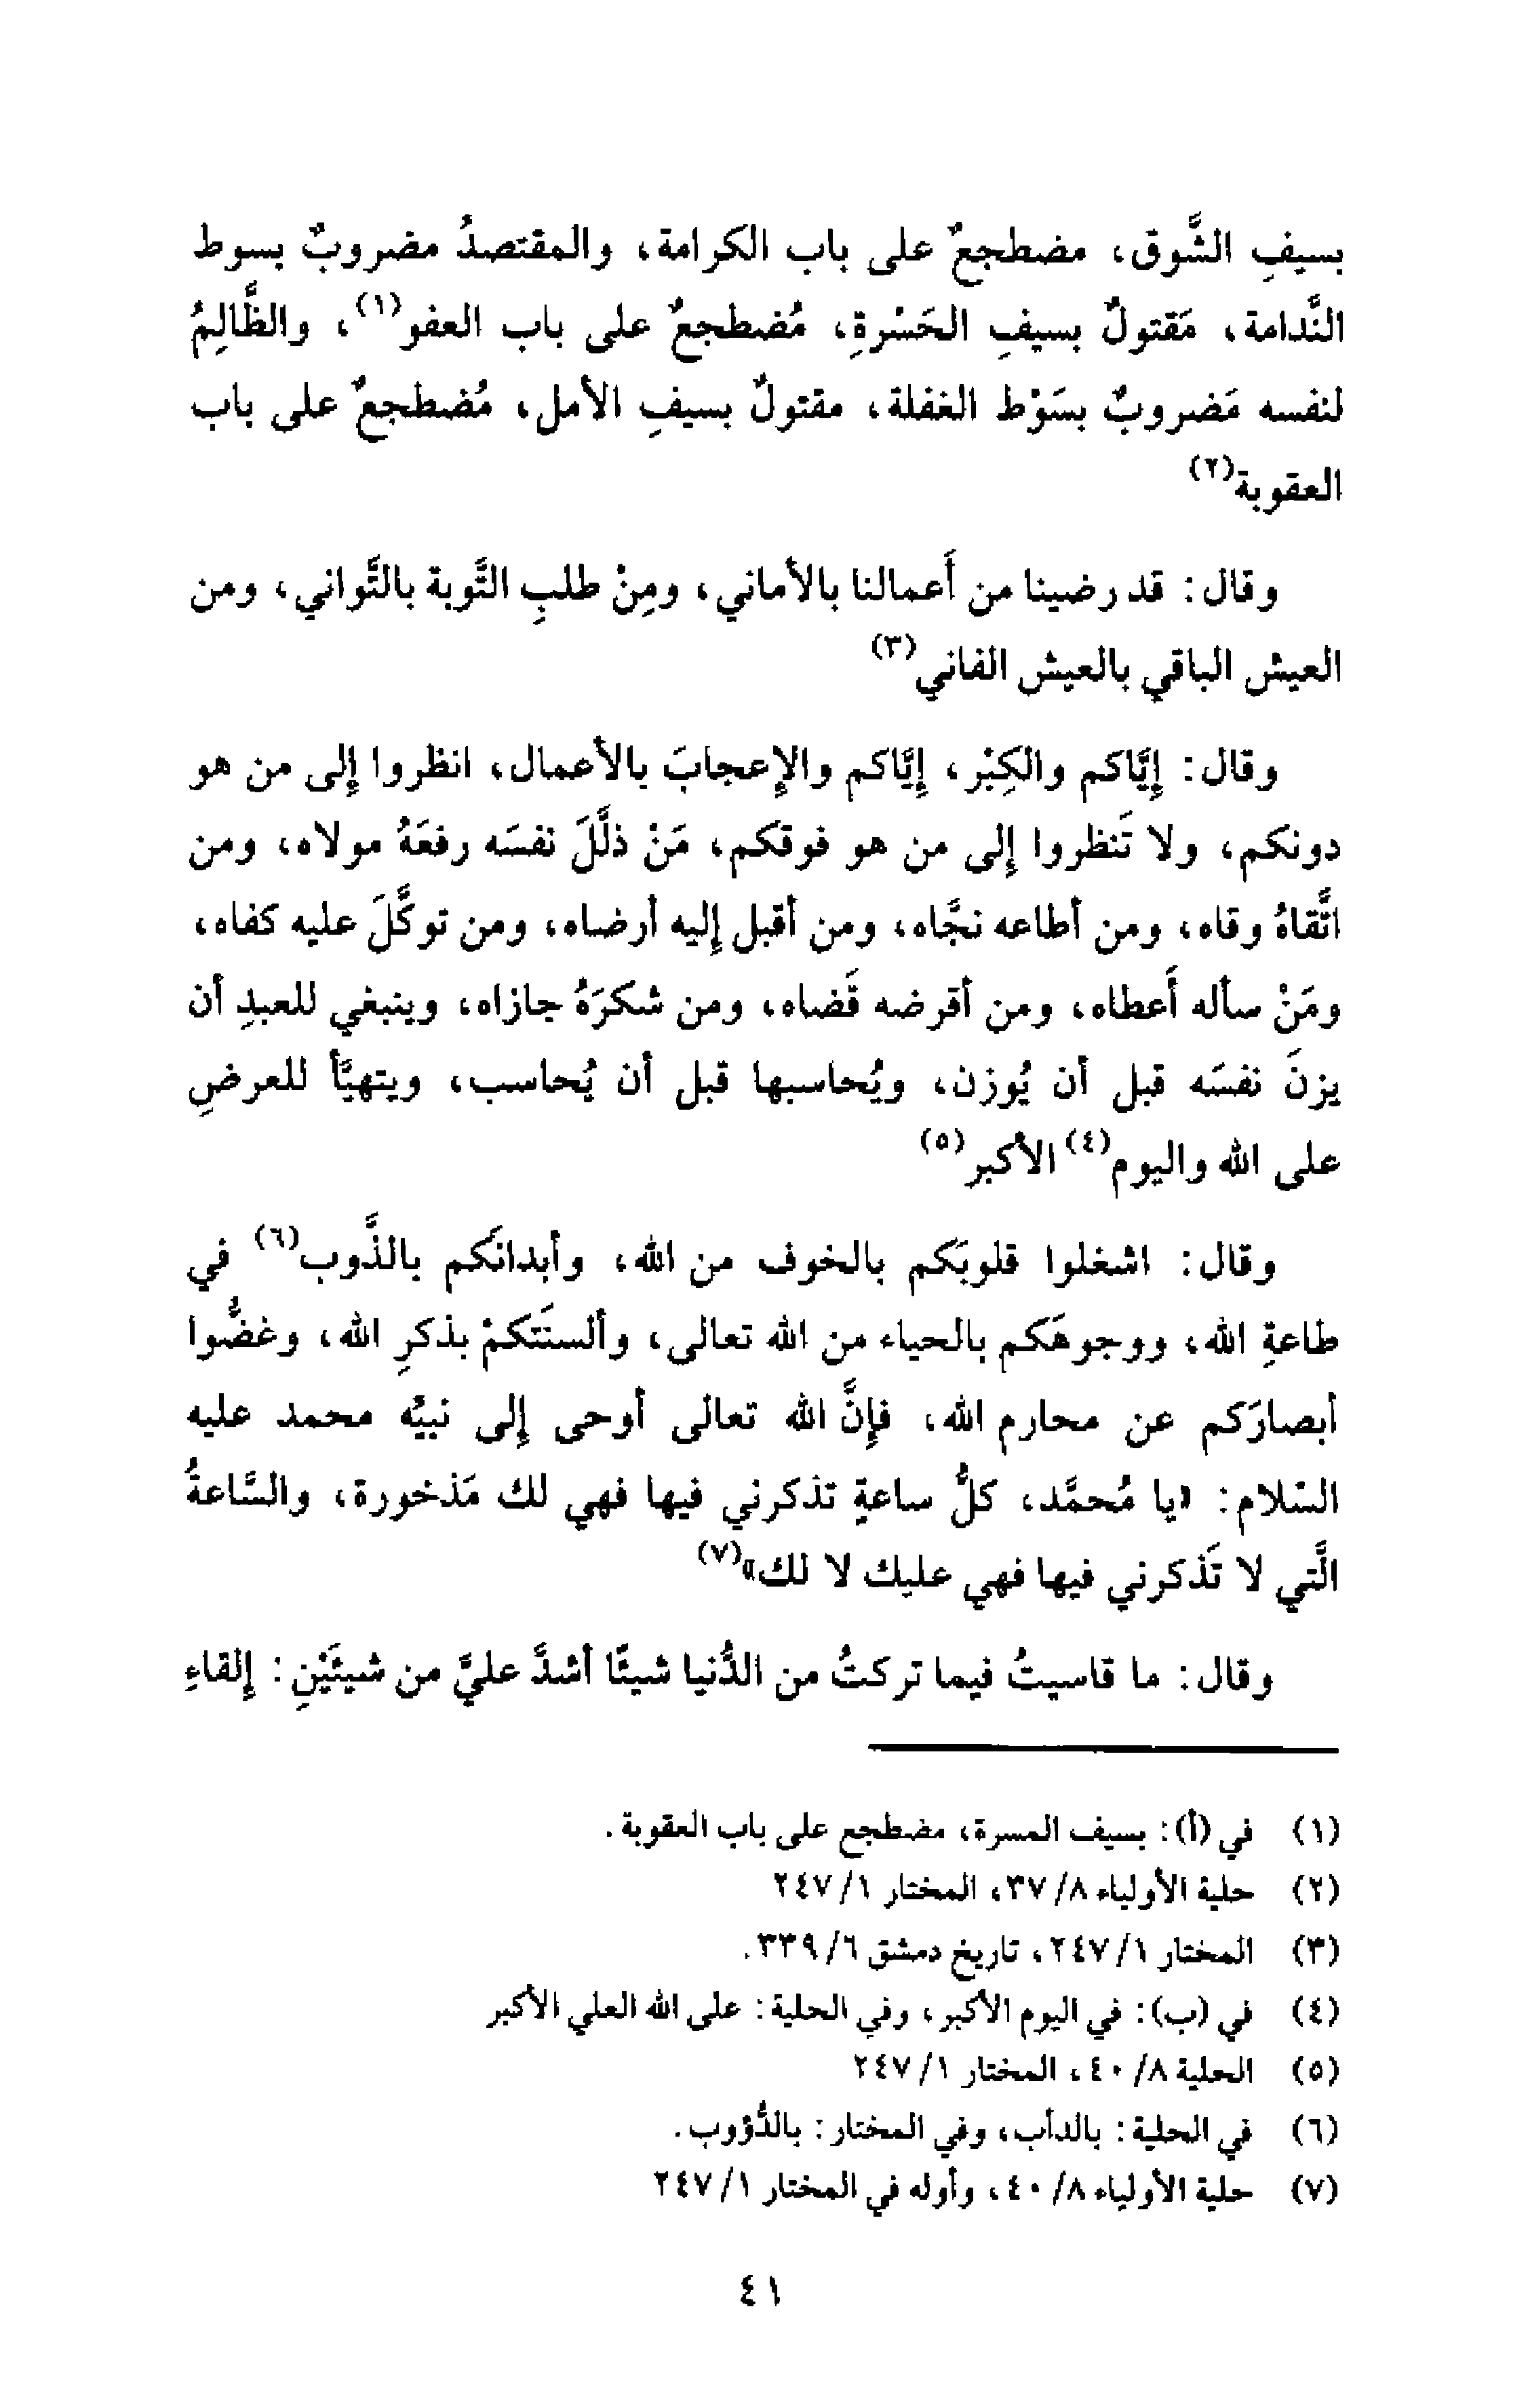 بسيفِ الشَّوق، مضطجعٌ على باب الكرامة، والمقتصدُ مضروبٌ بسوط
النَّدامة، مَقتولٌ بسيفِ الحَسْرةِ، مُضطجعٌ على باب العفو(١)، والظَّالِمُ
لنفسه مَضروبٌ بسَوْط الغفلة، مقتولٌ بسيفِ الأمل، مُضطجعٌ على باب
العقوبة(٢)
وقال: قد رضينا من أَعمالنا بالأماني، ومِنْ طلبِ التَّوبة بالتَّواني، ومن
العيش الباقي بالعيش الفاني(٣)
وقال: إيَّاكم والكِبْر، إيَّاكم والإعجابَ بالأعمال، انظروا إلى من هو
دونكم، ولا تَنظروا إلى من هو فوقكم، مَنْ ذلَّلَ نفسَه رفعَهُ مولاه، ومن
اتَّقاهُ وقاه، ومن أطاعه نجَّاه، ومن أقبل إليه أرضاه، ومن توكَّلَ عليه كفاه،
ومَنْ سأله أَعطاه، ومن أقرضه قَضاه، ومن شكرَهُ جازاه، وينبغي للعبدِ أن
يزنَ نفسَه قبل أن يُوزن، ويُحاسبها قبل أن يُحاسب، ويتهيَّأ للعرضِ
على الله واليوم(٤) الأكبر(٥)
وقال: اشغلوا قلوبَكم بالخوف من الله، وأبدانَكم بالذَّوب(٦) في
طاعةِ الله، ووجوهَكم بالحياء من الله تعالى، وألسنَتَكمْ بذكرِ الله، وغضُّوا
أبصارَكم عن محارم الله، فإنَّ الله تعالى أوحى إلى نبيَّه محمد عليه
السَّلام: «يا مُحمَّد، كلُّ ساعةٍ تذكرني فيها فهي لك مَذخورة، والسَّاعةُ
الَّتي لا تَذكرني فيها فهي عليك لا لك»(٧)
وقال: ما قاسيتُ فيما تركتُ من الدُّنيا شيئًا أشدَّ عليَّ من شيئَيْنِ: إلقاءِ
(١) في (أ): بسيف المسرة، مضطجع على باب العقوبة.
(٢) حلية الأولياء ٨/ ٣٧، المختار ١/ ٢٤٧
(٣) المختار ١/ ٢٤٧، تاريخ دمشق ٦/ ٣٣٩.
(٤) في (ب): في اليوم الأكبر، وفي الحلية: على الله العلي الأكبر
(٥) الحلية ٨/ ٤٠، المختار ١/ ٢٤٧
(٦) في الحلية: بالدأب، وفي المختار: بالدُّؤوب.
(٧) حلية الأولياء ٨/ ٤٠، وأوله في المختار ١/ ٢٤٧
٤١